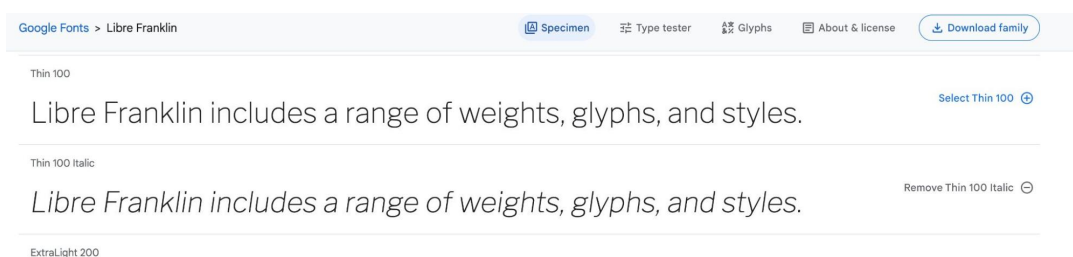 Google Fonts > Libre Franklin Specimen Type tester Glyphs About & license Download family
Thin 100
Libre Franklin includes a range of weights, glyphs, and styles. Select Thin 100
Thin 100 Italic
Libre Franklin includes a range of weights, glyphs, and styles. Remove Thin 100 Italic
ExtraLight 200